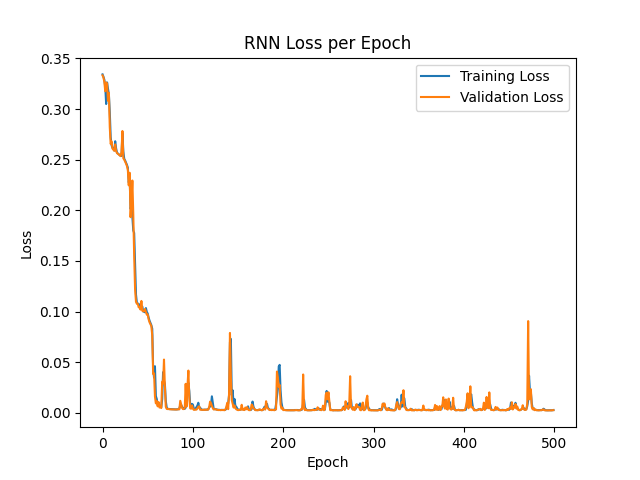 RNN Loss per Epoch
Training Loss
Validation Loss
0.35
0.30
0.25
0.20
0.15
0.10
0.05
0.00
Loss
0 100 200 300 400 500
Epoch